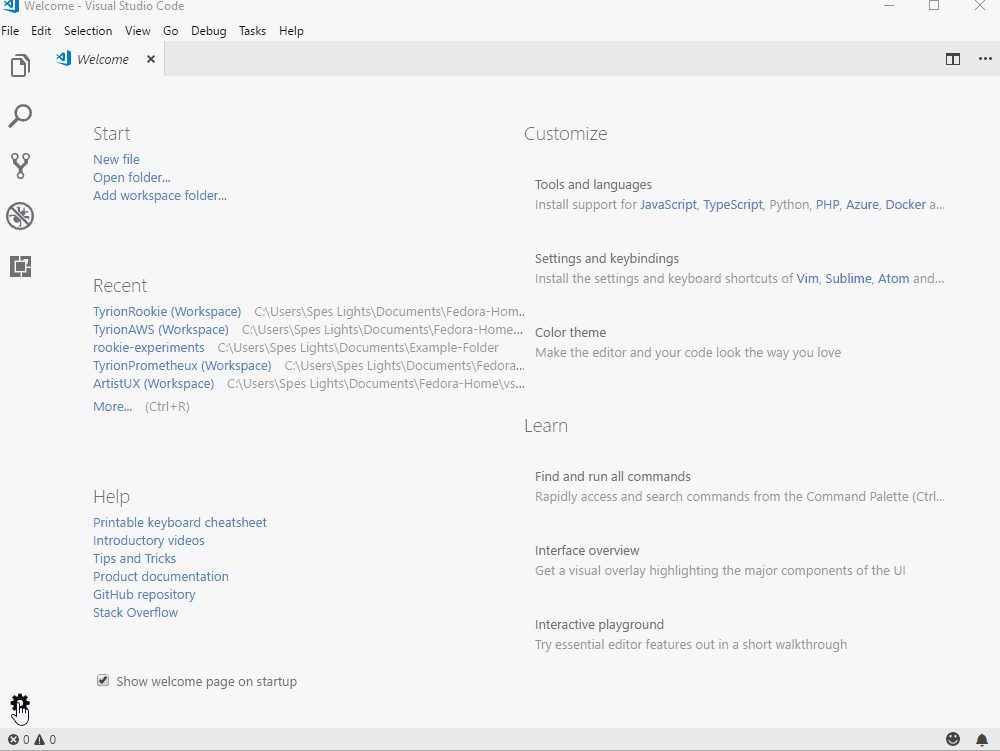 Welcome - Visual Studio Code
File Edit Selection View Go Debug Tasks Help
Welcome
Start
New file
Open folder...
Add workspace folder...
Recent
TyrionRookie (Workspace) C:\Users\Spes Lights\Documents\Fedora-Hom...
TyrionAWS (Workspace) C:\Users\Spes Lights\Documents\Fedora-Home...
rookie-experiments C:\Users\Spes Lights\Documents\Example-Folder
TyrionPrometheux (Workspace) C:\Users\Spes Lights\Documents\Fedora...
ArtistUX (Workspace) C:\Users\Spes Lights\Documents\Fedora-Home\vs...
More... (Ctrl+R)
Help
Printable keyboard cheatsheet
Introductory videos
Tips and Tricks
Product documentation
GitHub repository
Stack Overflow
Show welcome page on startup
Customize
Tools and languages
Install support for JavaScript, TypeScript, Python, PHP, Azure, Docker a...
Settings and keybindings
Install the settings and keyboard shortcuts of Vim, Sublime, Atom and...
Color theme
Make the editor and your code look the way you love
Learn
Find and run all commands
Rapidly access and search commands from the Command Palette (Ctrl...
Interface overview
Get a visual overlay highlighting the major components of the UI
Interactive playground
Try essential editor features out in a short walkthrough
0 0